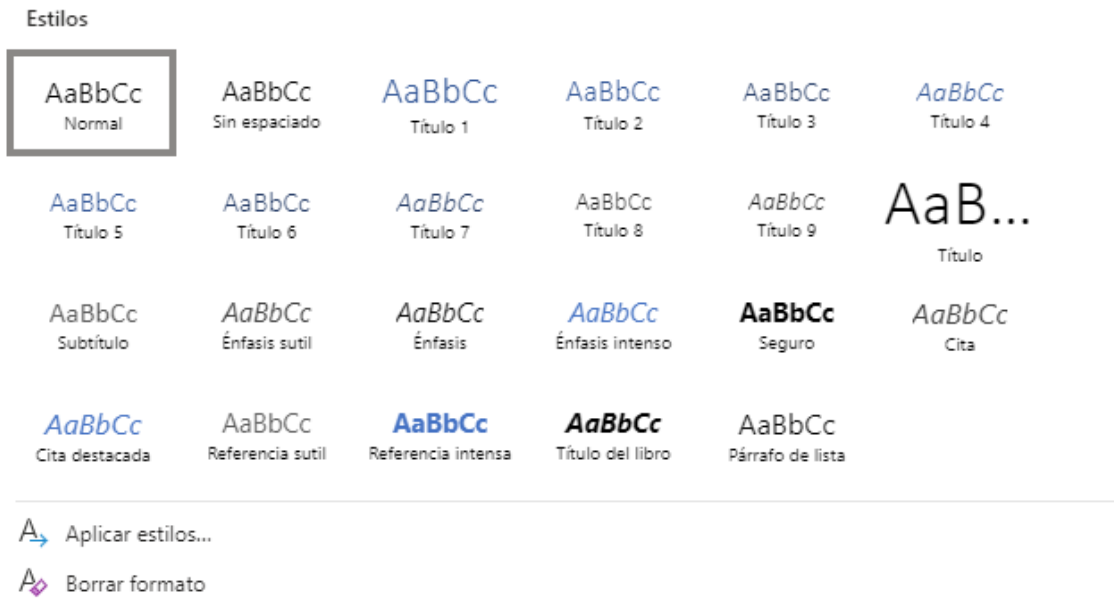 Estilos
AaBbCc AaBbCc AaBbCc AaBbCc AaBbCc AaBbCc
Normal Sin espaciado Título 1 Título 2 Título 3 Título 4
AaBbCc AaBbCc AaBbCc AaBbCc AaBbCc AaB...
Título 5 Título 6 Título 7 Título 8 Título 9 Título
AaBbCc AaBbCc AaBbCc AaBbCc AaBbCc AaBbCc
Subtítulo Énfasis sutil Énfasis Énfasis intenso Seguro Cita
AaBbCc AaBbCc AaBbCc AaBbCc AaBbCc
Cita destacada Referencia sutil Referencia intensa Título del libro Párrafo de lista
Aplicar estilos...
Borrar formato